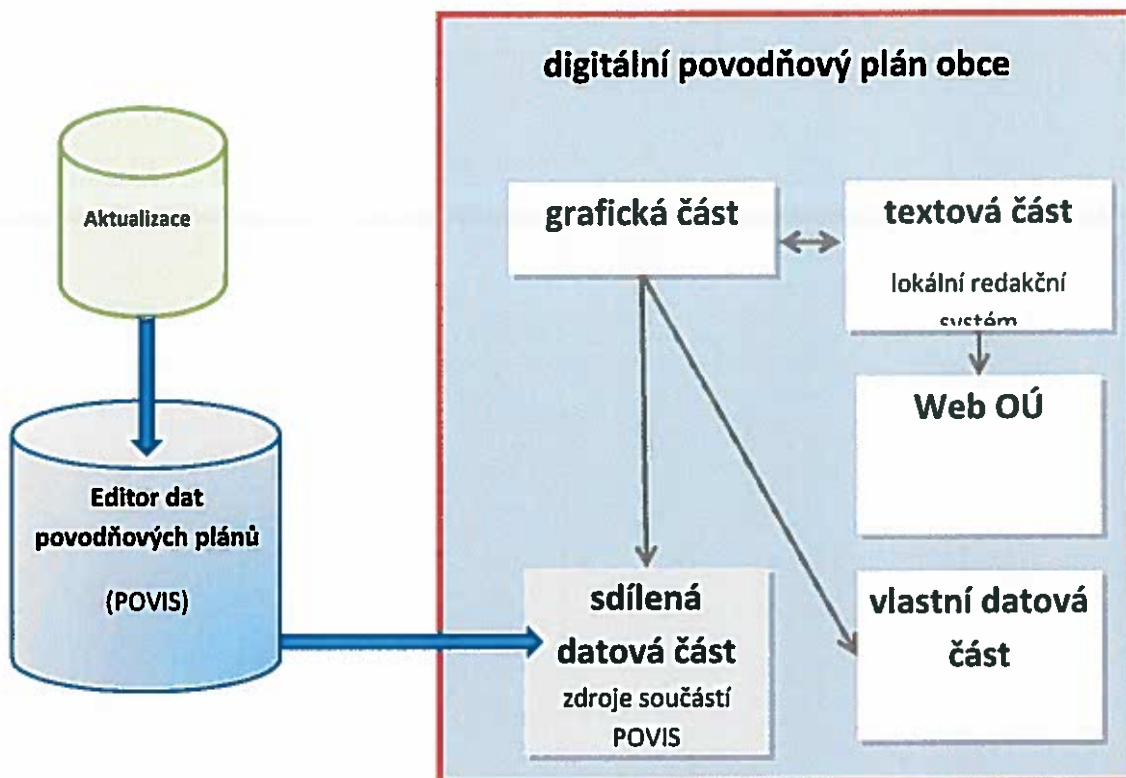 digitální povodňový plán obce
Aktualizace
grafická část
textová část
lokální redakční
systém
Web OÚ
Editor dat
povodňových plánů
(POVIS)
sdílená
datová část
zdroje součástí
POVIS
vlastní datová
část